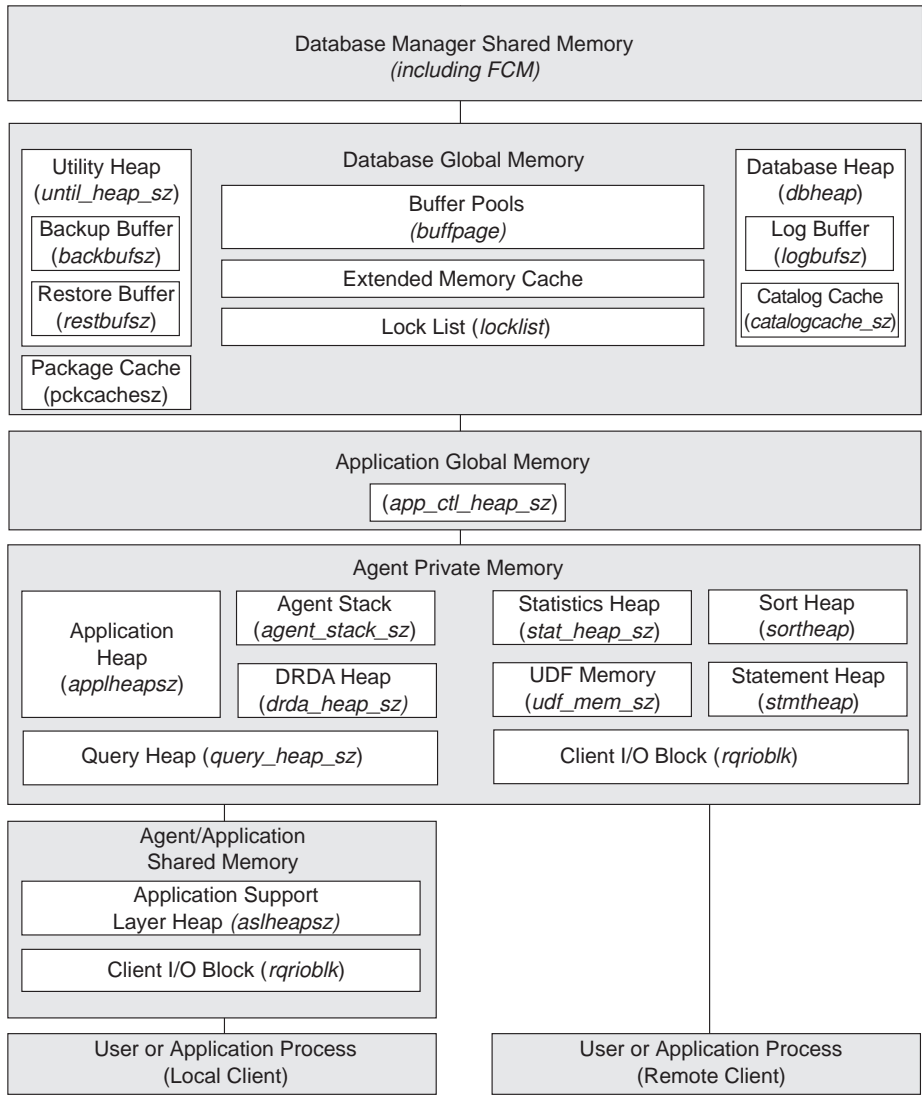 Database Manager Shared Memory
(including FCM)
Database Global Memory
Utility Heap
(until_heap_sz)
Backup Buffer
(backbufsz)
Restore Buffer
(restbufsz)
Package Cache
(pckcachesz)
Buffer Pools
(buffpage)
Extended Memory Cache
Lock List (locklist)
Database Heap
(dbheap)
Log Buffer
(logbufsz)
Catalog Cache
(catalogcache_sz)
Application Global Memory
(app_ctl_heap_sz)
Agent Private Memory
Application
Heap
(applheapsz)
Agent Stack
(agent_stack_sz)
DRDA Heap
(drda_heap_sz)
Statistics Heap
(stat_heap_sz)
UDF Memory
(udf_mem_sz)
Sort Heap
(sortheap)
Statement Heap
(stmtheap)
Query Heap (query_heap_sz)
Client I/O Block (rqrioblk)
Agent/Application
Shared Memory
Application Support
Layer Heap (aslheapsz)
Client I/O Block (rqrioblk)
User or Application Process
(Local Client)
User or Application Process
(Remote Client)